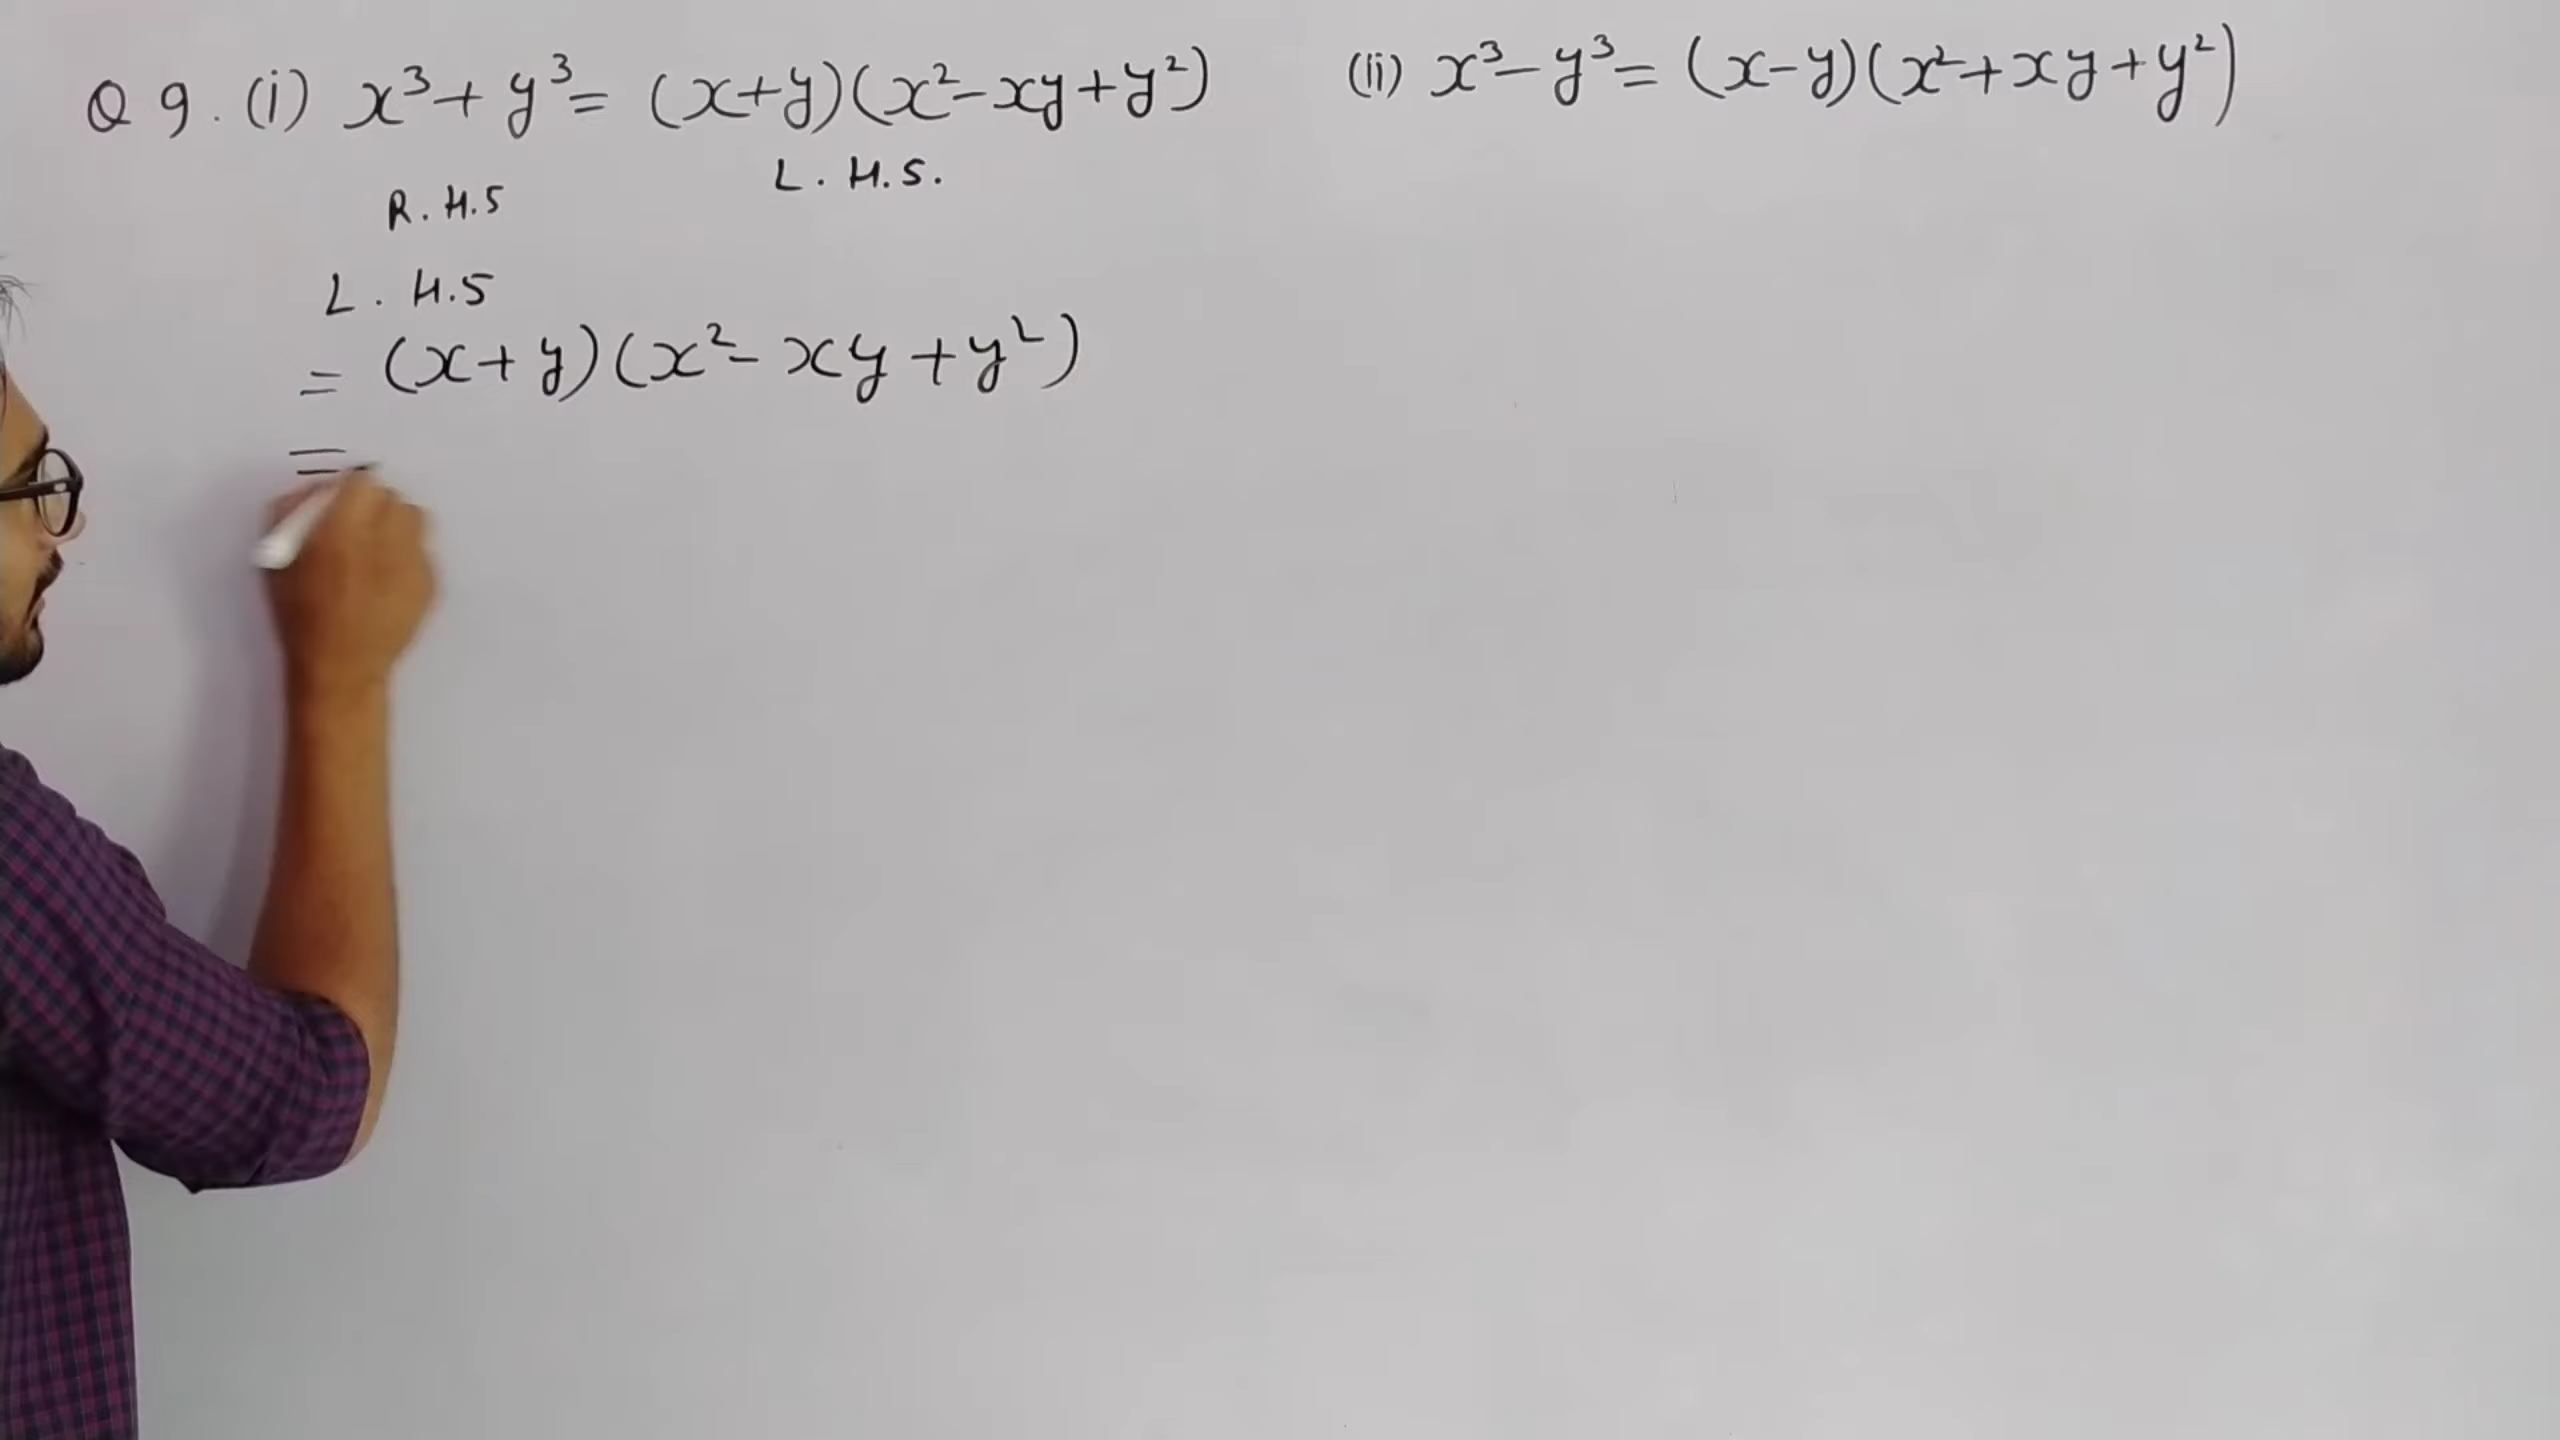 Q 9. (i) x³ + y³ = (x+y)(x² - xy + y²)
(ii) x³ - y³ = (x-y)(x² + xy + y²)
L. H.S.
R. H.S
L. H.S
= (x+y)(x² - xy + y²)
=